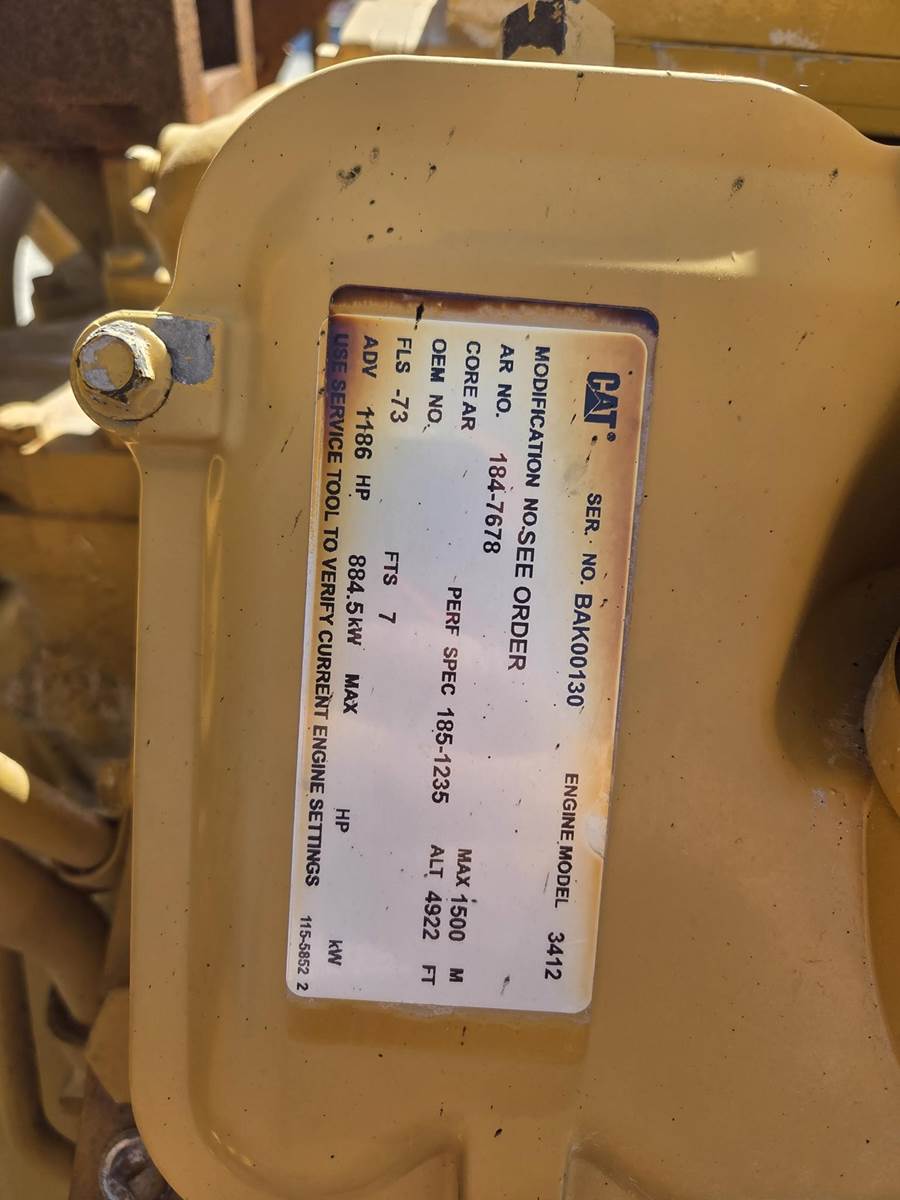 CAT® SER. NO. BAK00130 ENGINE MODEL 3412
MODIFICATION NO. SEE ORDER
AR NO. 184-7678
CORE AR PERF SPEC 185-1235 MAX 1500 M
OEM NO. ALT 4922 FT
FLS -73 FTS 7
ADV 1186 HP 884.5 kW MAX HP kW
USE SERVICE TOOL TO VERIFY CURRENT ENGINE SETTINGS 115-5852 2